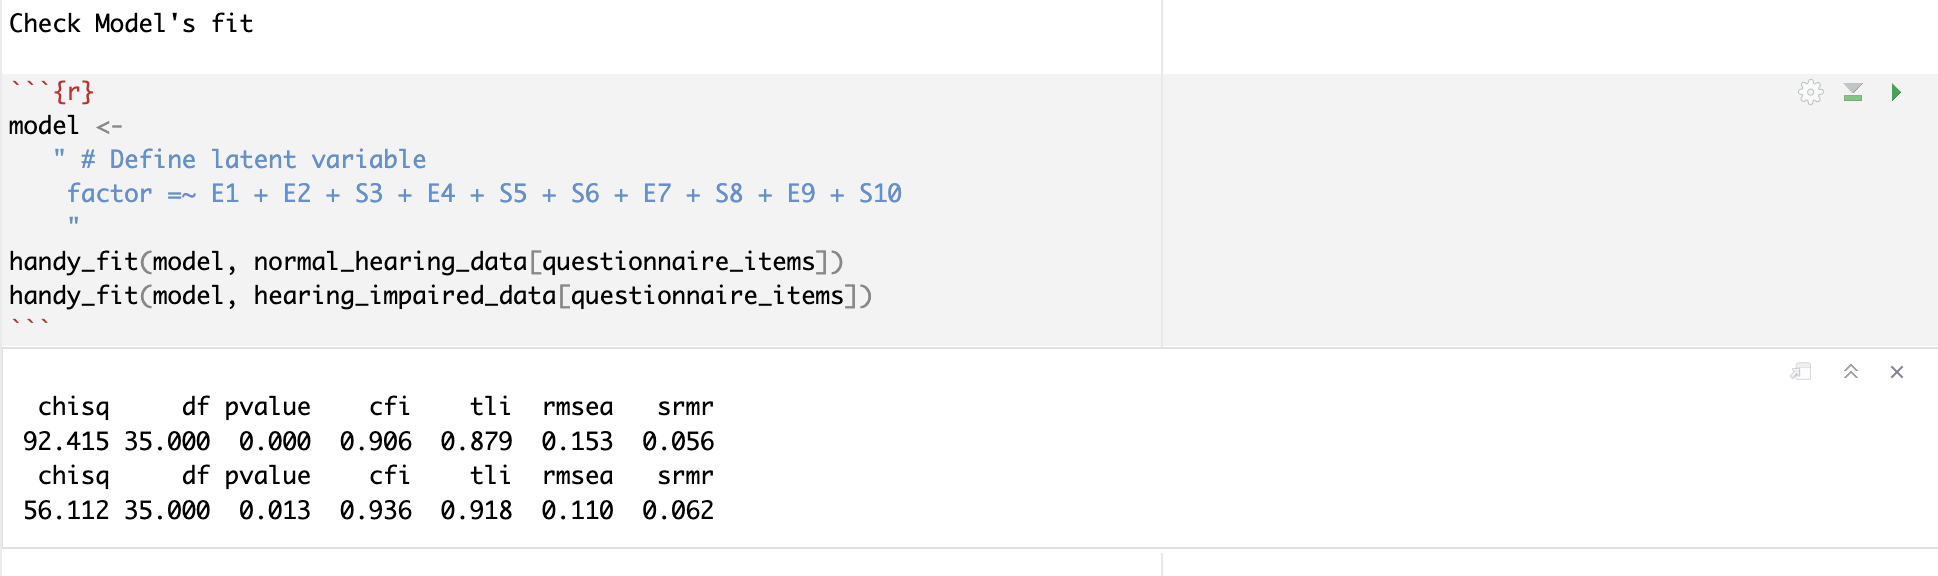 Check Model's fit
```{r}
model <-
" # Define latent variable
factor =~ E1 + E2 + S3 + E4 + S5 + S6 + E7 + S8 + E9 + S10
"
handy_fit(model, normal_hearing_data[questionnaire_items])
handy_fit(model, hearing_impaired_data[questionnaire_items])
```
chisq df pvalue cfi tli rmsea srmr
92.415 35.000 0.000 0.906 0.879 0.153 0.056
chisq df pvalue cfi tli rmsea srmr
56.112 35.000 0.013 0.936 0.918 0.110 0.062